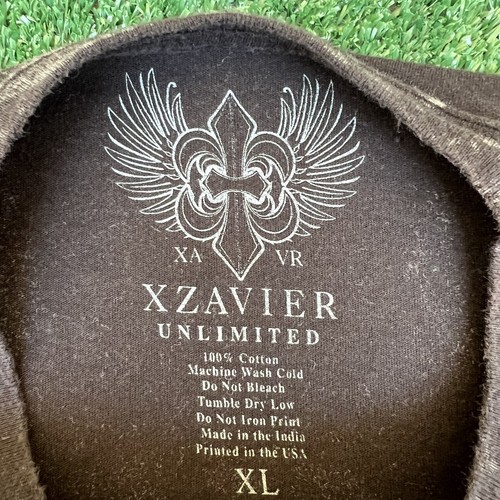 XA VR
XZAVIER
UNLIMITED
100% Cotton
Machine Wash Cold
Do Not Bleach
Tumble Dry Low
Do Not Iron Print
Made in the India
Printed in the USA
XL